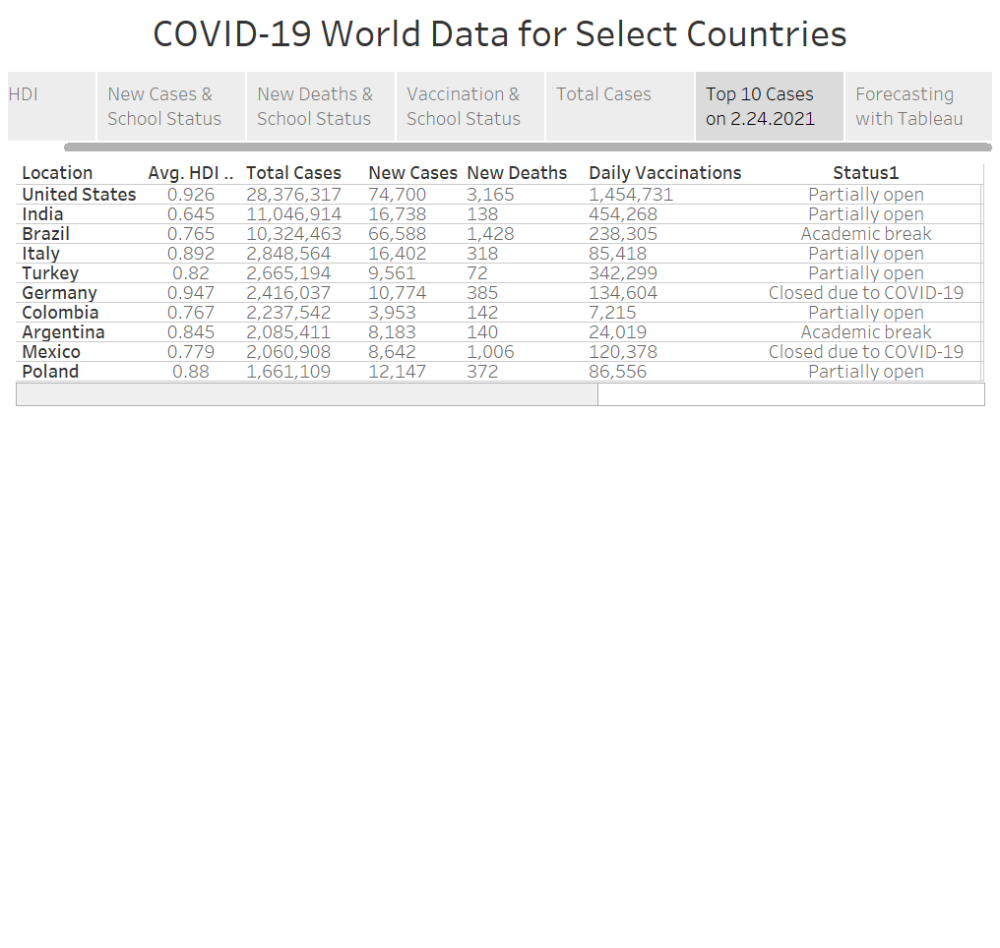 COVID-19 World Data for Select Countries
HDI
New Cases &
School Status
New Deaths &
School Status
Vaccination &
School Status
Total Cases
Top 10 Cases
on 2.24.2021
Forecasting
with Tableau
Location Avg. HDI .. Total Cases New Cases New Deaths Daily Vaccinations Status1
United States 0.926 28,376,317 74,700 3,165 1,454,731 Partially open
India 0.645 11,046,914 16,738 138 454,268 Partially open
Brazil 0.765 10,324,463 66,588 1,428 238,305 Academic break
Italy 0.892 2,848,564 16,402 318 85,418 Partially open
Turkey 0.82 2,665,194 9,561 72 342,299 Partially open
Germany 0.947 2,416,037 10,774 385 134,604 Closed due to COVID-19
Colombia 0.767 2,237,542 3,953 142 7,215 Partially open
Argentina 0.845 2,085,411 8,183 140 24,019 Academic break
Mexico 0.779 2,060,908 8,642 1,006 120,378 Closed due to COVID-19
Poland 0.88 1,661,109 12,147 372 86,556 Partially open